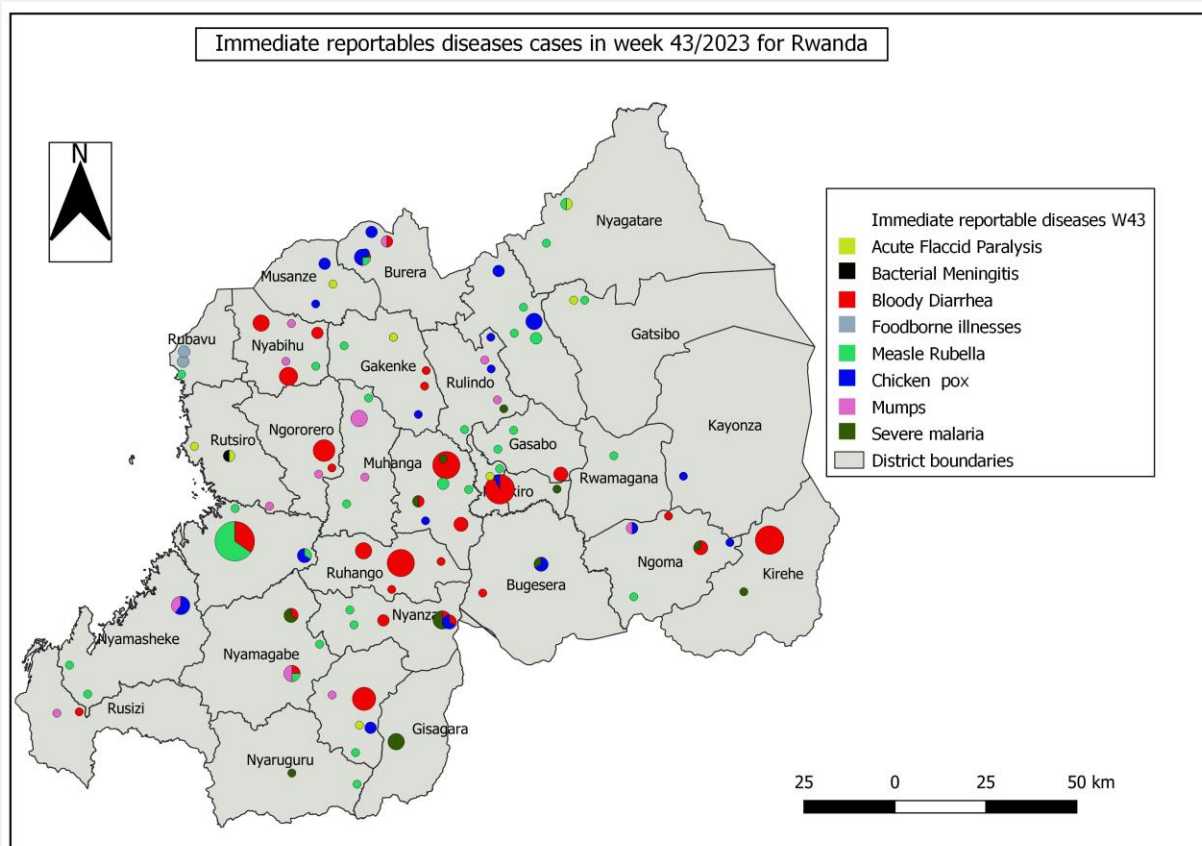 Immediate reportables diseases cases in week 43/2023 for Rwanda
N
Nyagatare
Immediate reportable diseases W43
Acute Flaccid Paralysis
Bacterial Meningitis
Bloody Diarrhea
Foodborne illnesses
Measle Rubella
Chicken pox
Mumps
Severe malaria
District boundaries
Burera
Musanze
Rubavu
Nyabihu
Gakenke
Rulindo
Gatsibo
Kayonza
Rutsiro
Ngororero
Muhanga
Gasabo
Rwamagana
Ruhango
Bugesera
Ngoma
Kirehe
Nyamasheke
Nyamagabe
Nyanza
Rusizi
Gisagara
Nyaruguru
25 0 25 50 km